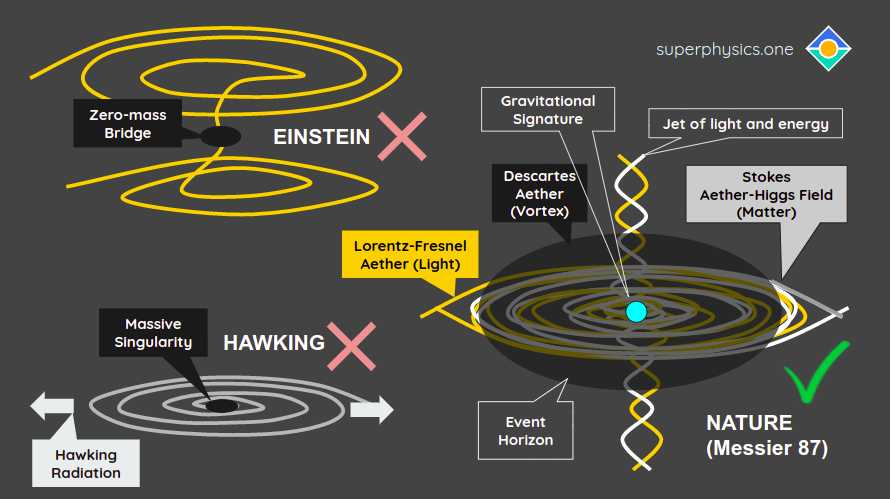 superphysics.one
Zero-mass
Bridge
EINSTEIN
Gravitational
Signature
Jet of light and energy
Descartes
Aether
(Vortex)
Stokes
Aether-Higgs Field
(Matter)
Lorentz-Fresnel
Aether (Light)
Massive
Singularity
HAWKING
Hawking
Radiation
Event
Horizon
NATURE
(Messier 87)